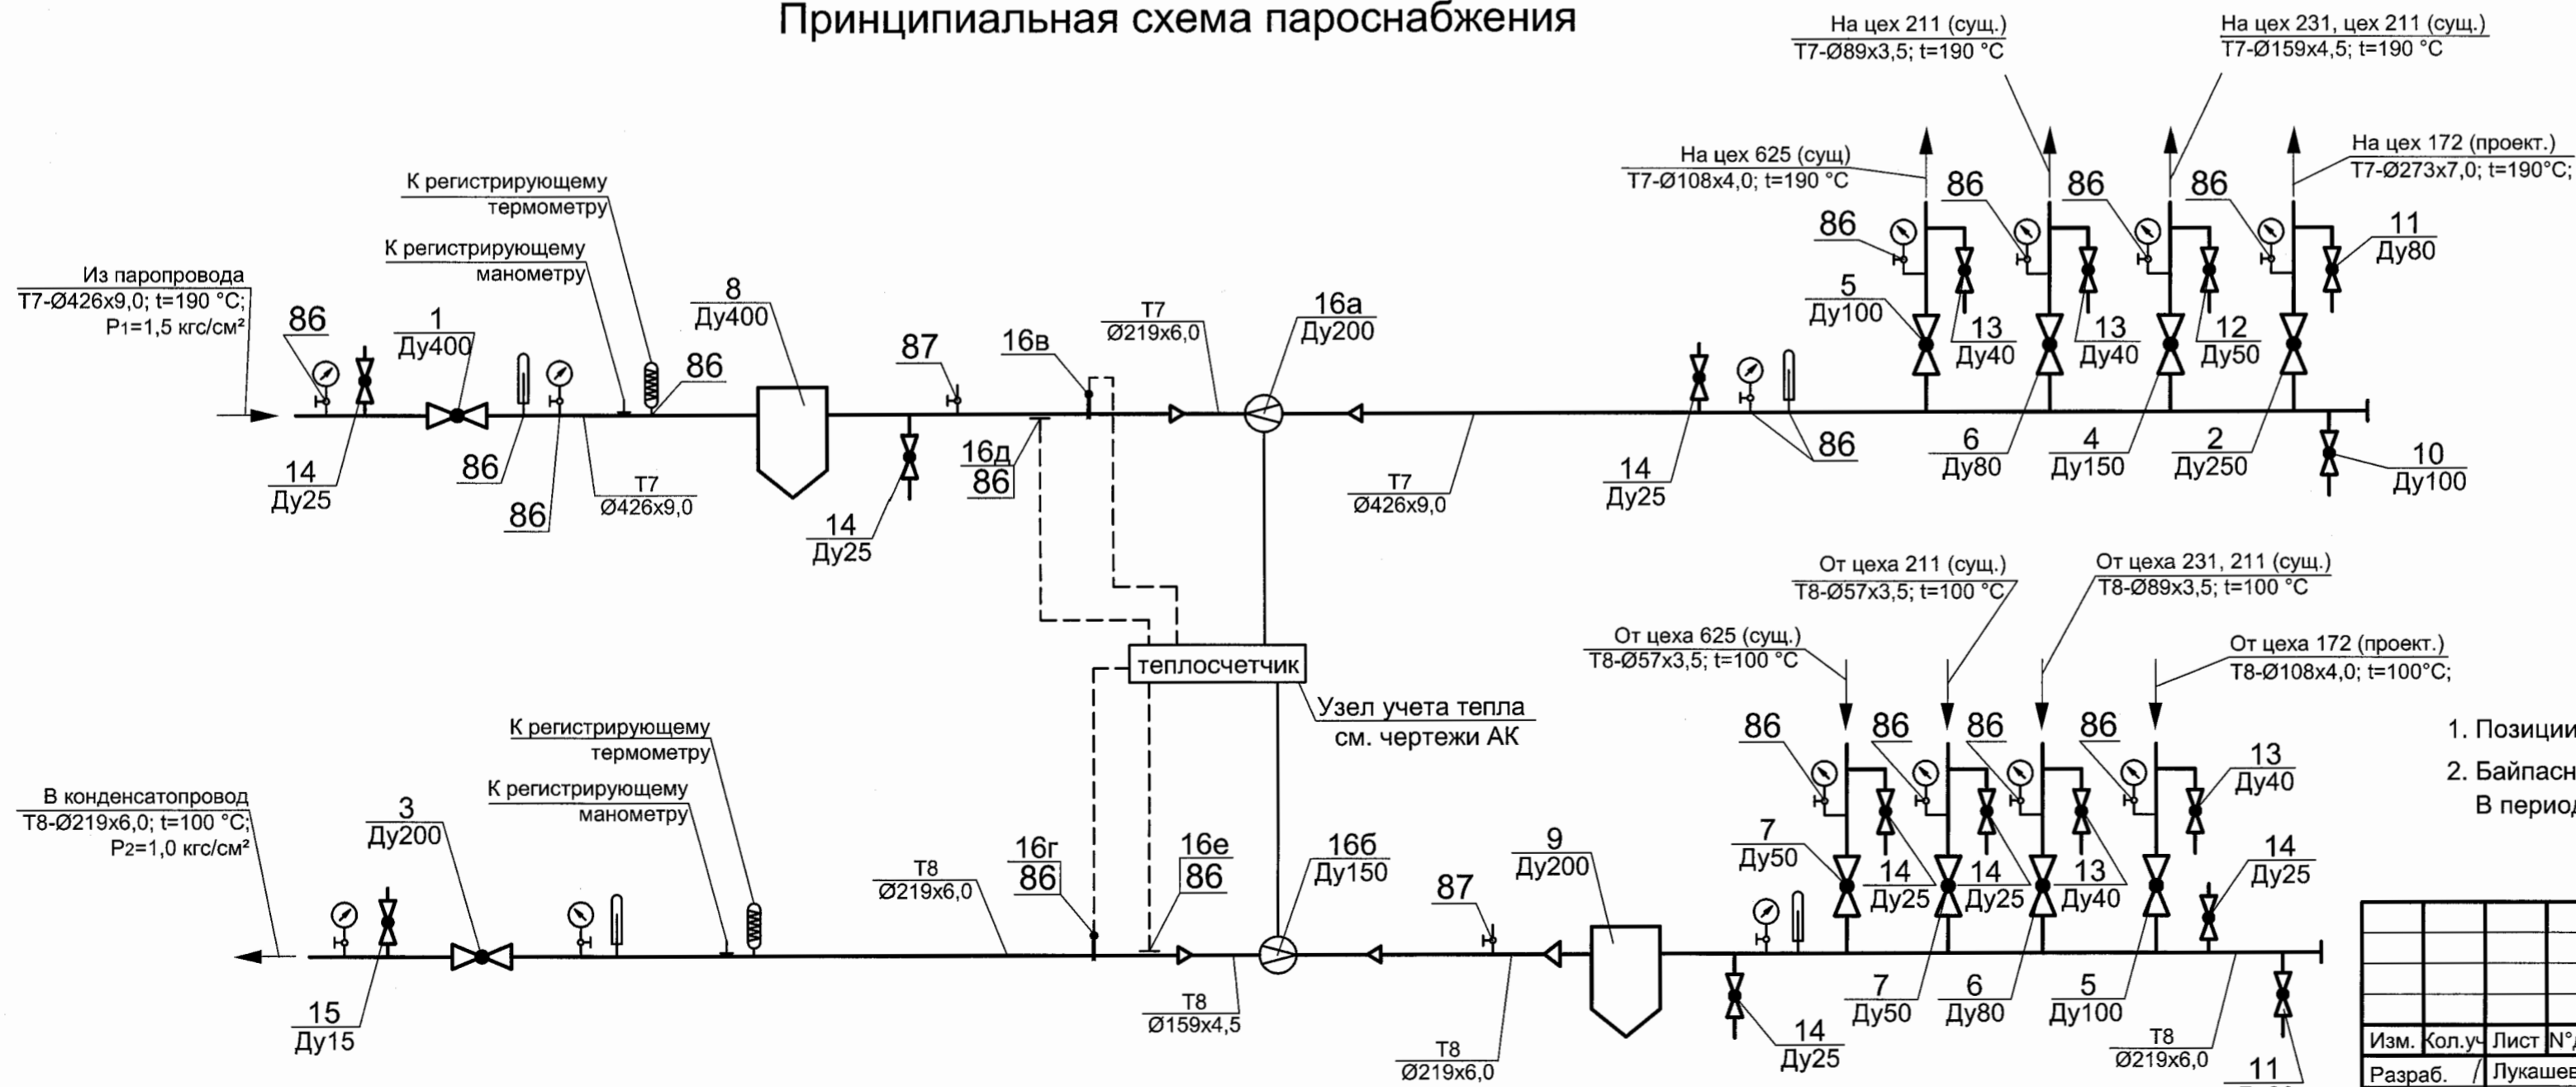 Принципиальная схема пароснабжения
На цех 211 (сущ.)
Т7-Ø89х3,5; t=190 °С
На цех 231, цех 211 (сущ.)
Т7-Ø159х4,5; t=190 °С
На цех 625 (сущ)
Т7-Ø108х4,0; t=190 °С
На цех 172 (проект.)
Т7-Ø273х7,0; t=190°С;
К регистрирующему
термометру
К регистрирующему
манометру
Из паропровода
Т7-Ø426х9,0; t=190 °С;
Р1=1,5 кгс/см²
86
1
Ду400
8
Ду400
86
87
16в
Т7
Ø219х6,0
16а
Ду200
86
86
86
86
11
Ду80
5
Ду100
13
Ду40
13
Ду40
12
Ду50
14
Ду25
86
86
Т7
Ø426х9,0
14
Ду25
16д
86
Т7
Ø426х9,0
14
Ду25
86
6
Ду80
4
Ду150
2
Ду250
10
Ду100
От цеха 211 (сущ.)
Т8-Ø57х3,5; t=100 °С
От цеха 231, 211 (сущ.)
Т8-Ø89х3,5; t=100 °С
От цеха 625 (сущ.)
Т8-Ø57х3,5; t=100 °С
От цеха 172 (проект.)
Т8-Ø108х4,0; t=100°С;
теплосчетчик
Узел учета тепла
см. чертежи АК
К регистрирующему
термометру
К регистрирующему
манометру
В конденсатопровод
Т8-Ø219х6,0; t=100 °С;
Р2=1,0 кгс/см²
3
Ду200
Т8
Ø219х6,0
16г
86
16е
86
16б
Ду150
87
9
Ду200
86
86
86
86
13
Ду40
7
Ду50
14
Ду25
14
Ду25
13
Ду40
14
Ду25
1. Позиции
2. Байпасн
В период
15
Ду15
Т8
Ø159х4,5
Т8
Ø219х6,0
14
Ду25
7
Ду50
6
Ду80
5
Ду100
Т8
Ø219х6,0
11
Изм. Кол.уч Лист N°
Разраб. Лукашев